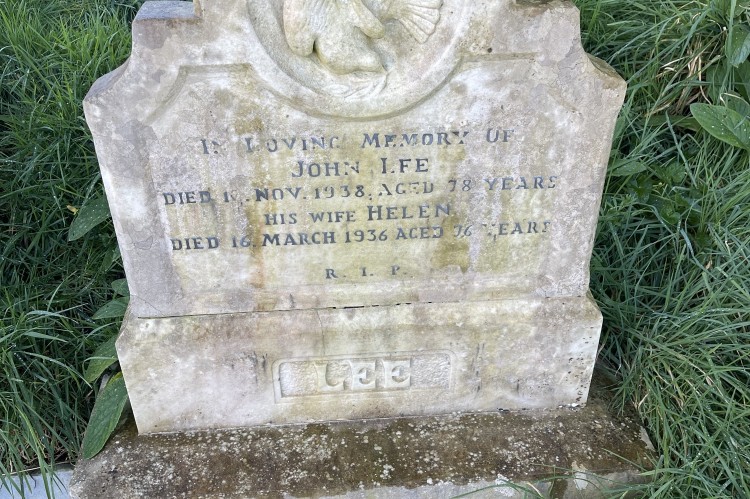 In Loving Memory Of
JOHN LEE
DIED NOV. 1938. AGED 78 YEARS
HIS WIFE HELEN
DIED 16 MARCH 1936 AGED YEARS
R. I. P.
LEE